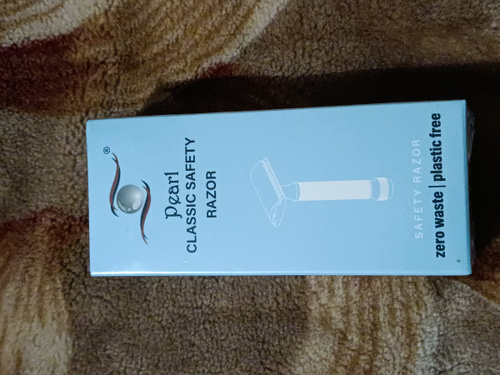 ®
Pearl
CLASSIC SAFETY
RAZOR
SAFETY RAZOR
zero waste | plastic free